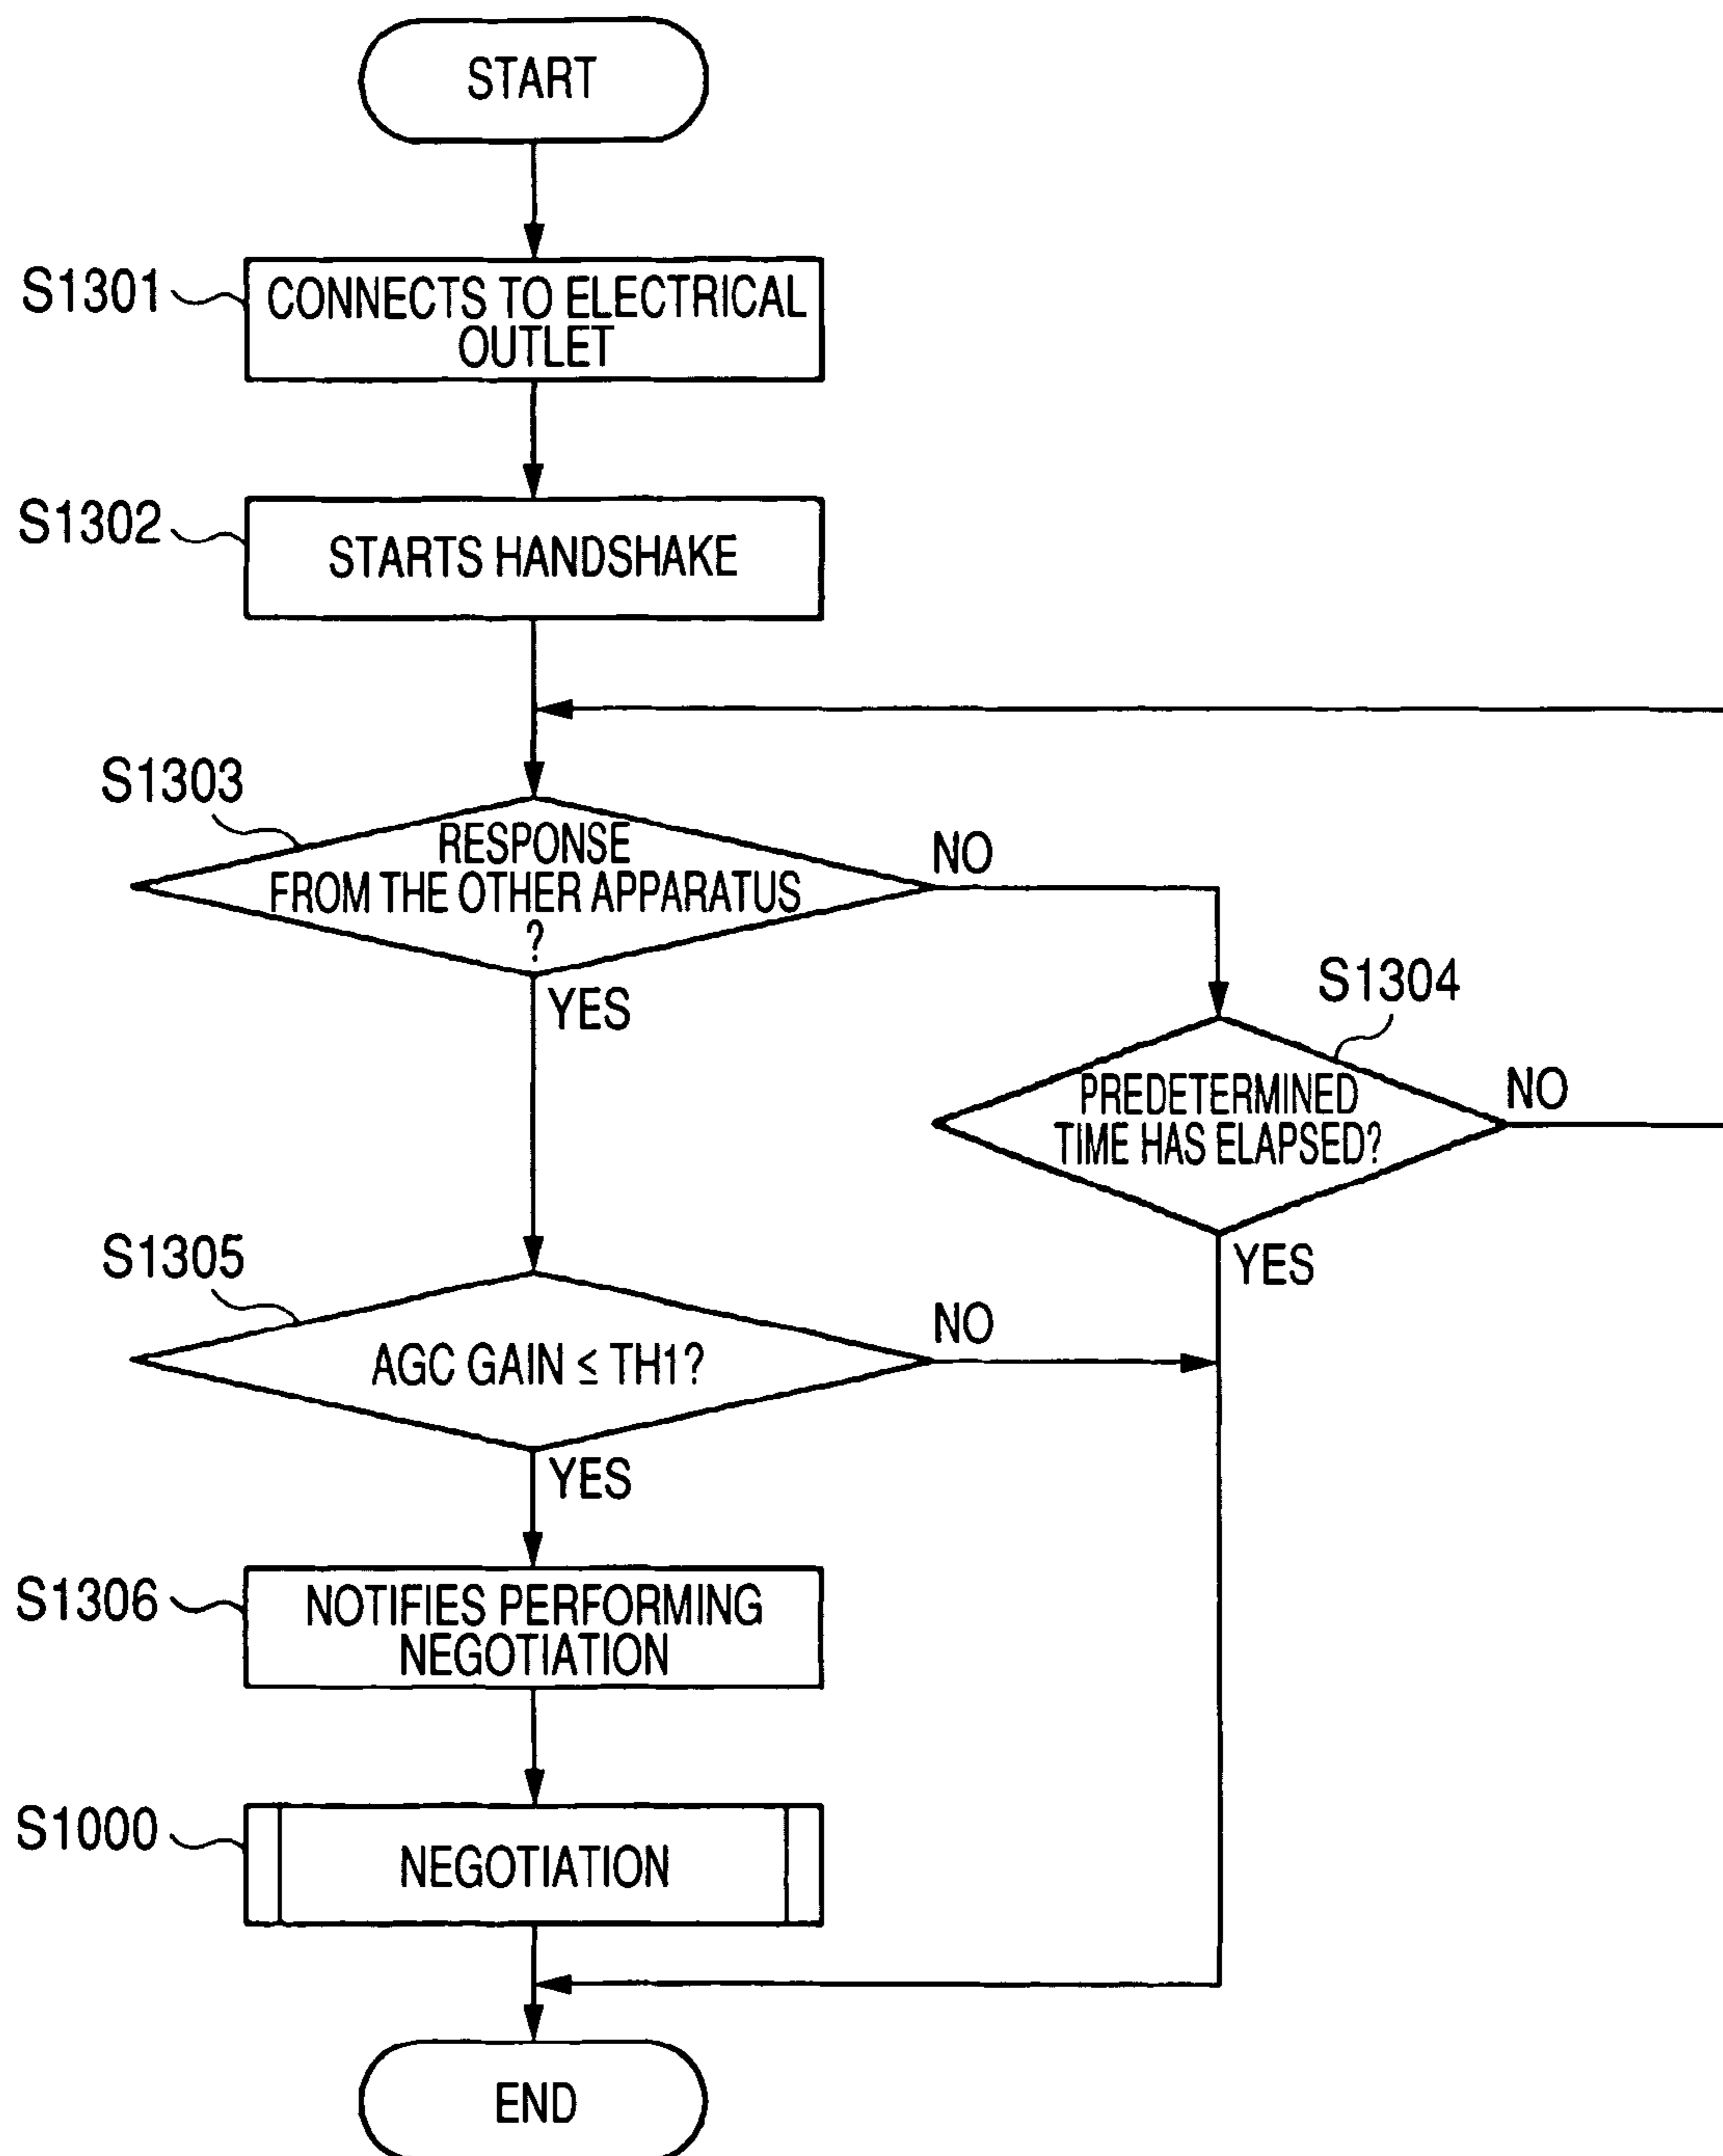 START
S1301
CONNECTS TO ELECTRICAL
OUTLET
S1302
STARTS HANDSHAKE
S1303
RESPONSE
FROM THE OTHER APPARATUS
?
NO
YES
S1304
PREDETERMINED
TIME HAS ELAPSED?
NO
YES
S1305
AGC GAIN ≤ TH1?
NO
YES
S1306
NOTIFIES PERFORMING
NEGOTIATION
S1000
NEGOTIATION
END